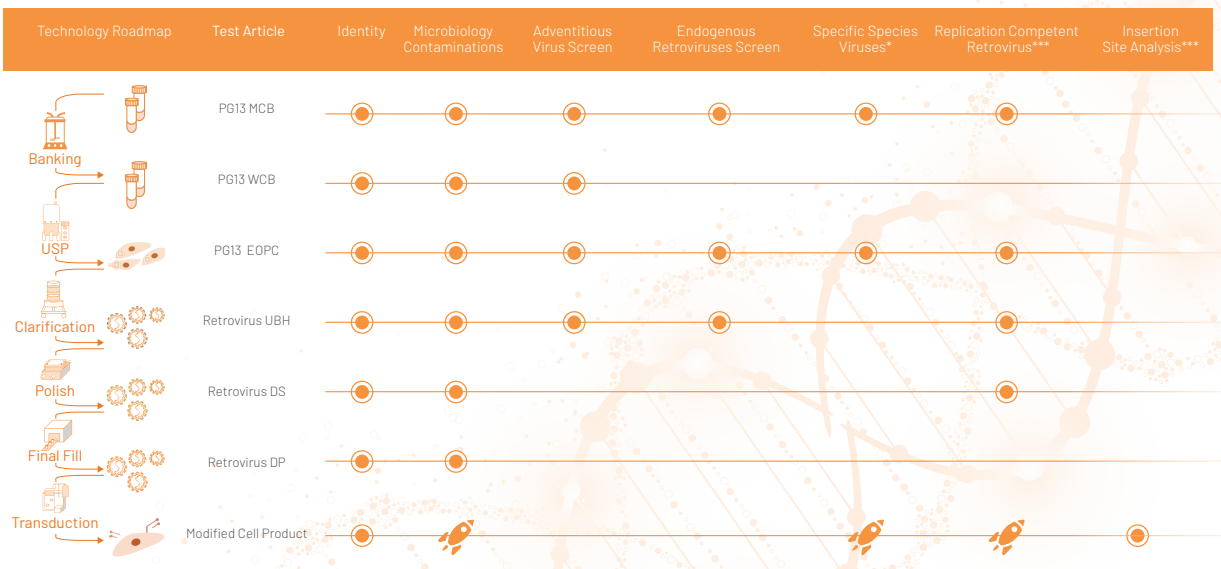 Technology Roadmap
Test Article
Identity
Microbiology
Contaminations
Adventitious
Virus Screen
Endogenous
Retroviruses Screen
Specific Species
Viruses*
Replication Competent
Retrovirus***
Insertion
Site Analysis***
PG13 MCB
Banking
PG13 WCB
USP
PG13 EOPC
Clarification
Retrovirus UBH
Polish
Retrovirus DS
Final Fill
Retrovirus DP
Transduction
Modified Cell Product